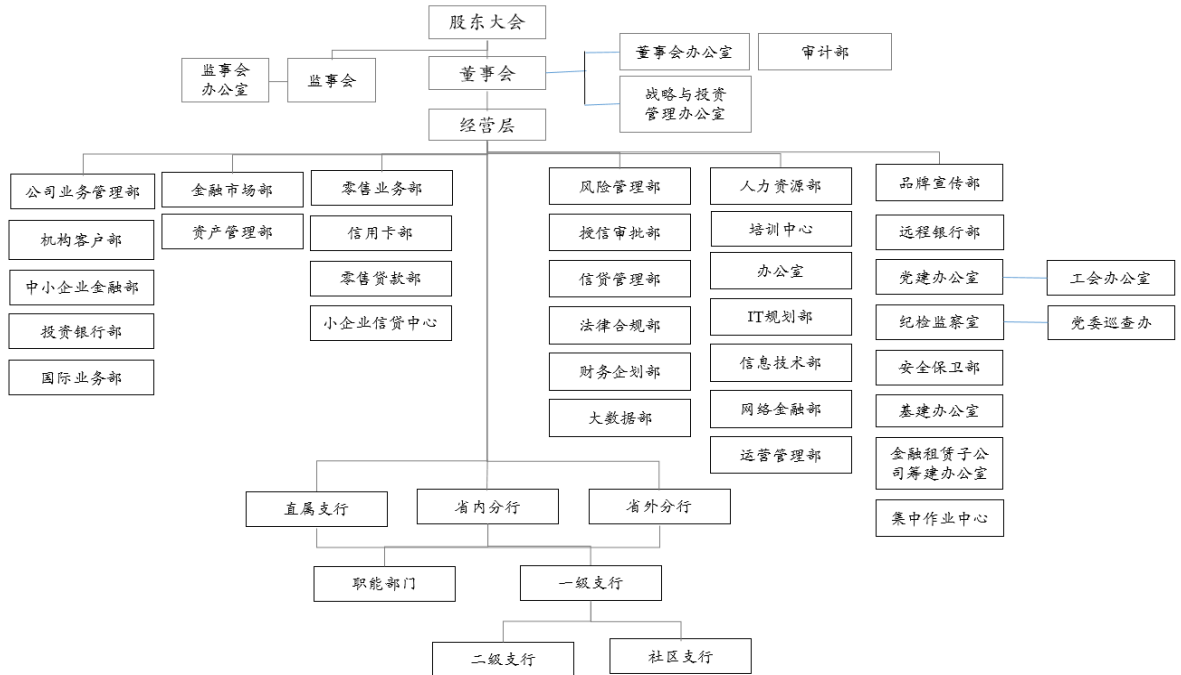 股东大会
董事会办公室
审计部
监事会
办公室
监事会
董事会
战略与投资
管理办公室
经营层
公司业务管理部
机构客户部
中小企业金融部
投资银行部
国际业务部
金融市场部
资产管理部
零售业务部
信用卡部
零售贷款部
小企业信贷中心
风险管理部
授信审批部
信贷管理部
法律合规部
财务企划部
大数据部
人力资源部
培训中心
办公室
IT规划部
信息技术部
网络金融部
运营管理部
品牌宣传部
远程银行部
党建办公室
工会办公室
纪检监察室
党委巡查办
安全保卫部
基建办公室
金融租赁子公
司筹建办公室
集中作业中心
直属支行
省内分行
省外分行
职能部门
一级支行
二级支行
社区支行